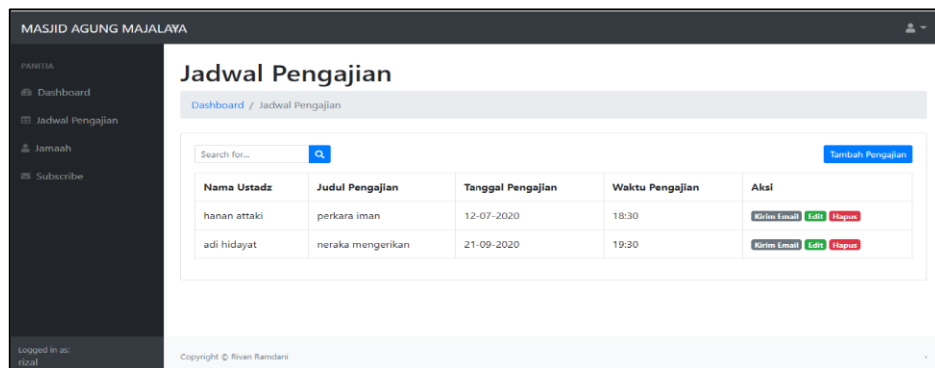 MASJID AGUNG MAJALAYA
PANITIA
Dashboard
Jadwal Pengajian
Jamaah
Subscribe
Logged in as:
rizal
Jadwal Pengajian
Dashboard / Jadwal Pengajian
Search for...
Tambah Pengajian
Nama Ustadz Judul Pengajian Tanggal Pengajian Waktu Pengajian Aksi
hanan attaki perkara iman 12-07-2020 18:30 Kirim Email Edit Hapus
adi hidayat neraka mengerikan 21-09-2020 19:30 Kirim Email Edit Hapus
Copyright © Rivan Ramdani